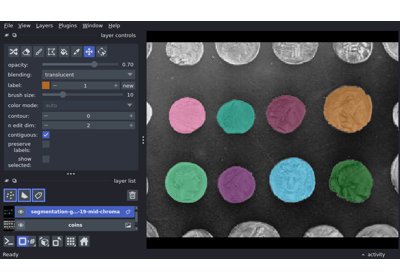 File View Layers Plugins Window Help
layer controls
opacity: 0.70
blending: translucent
label: 1 new
brush size: 10
color mode: auto
contour: 0
n edit dim: 2
contiguous:
preserve
labels:
show
selected:
layer list
segmentation-g...-19-mid-chroma
coins
Ready activity